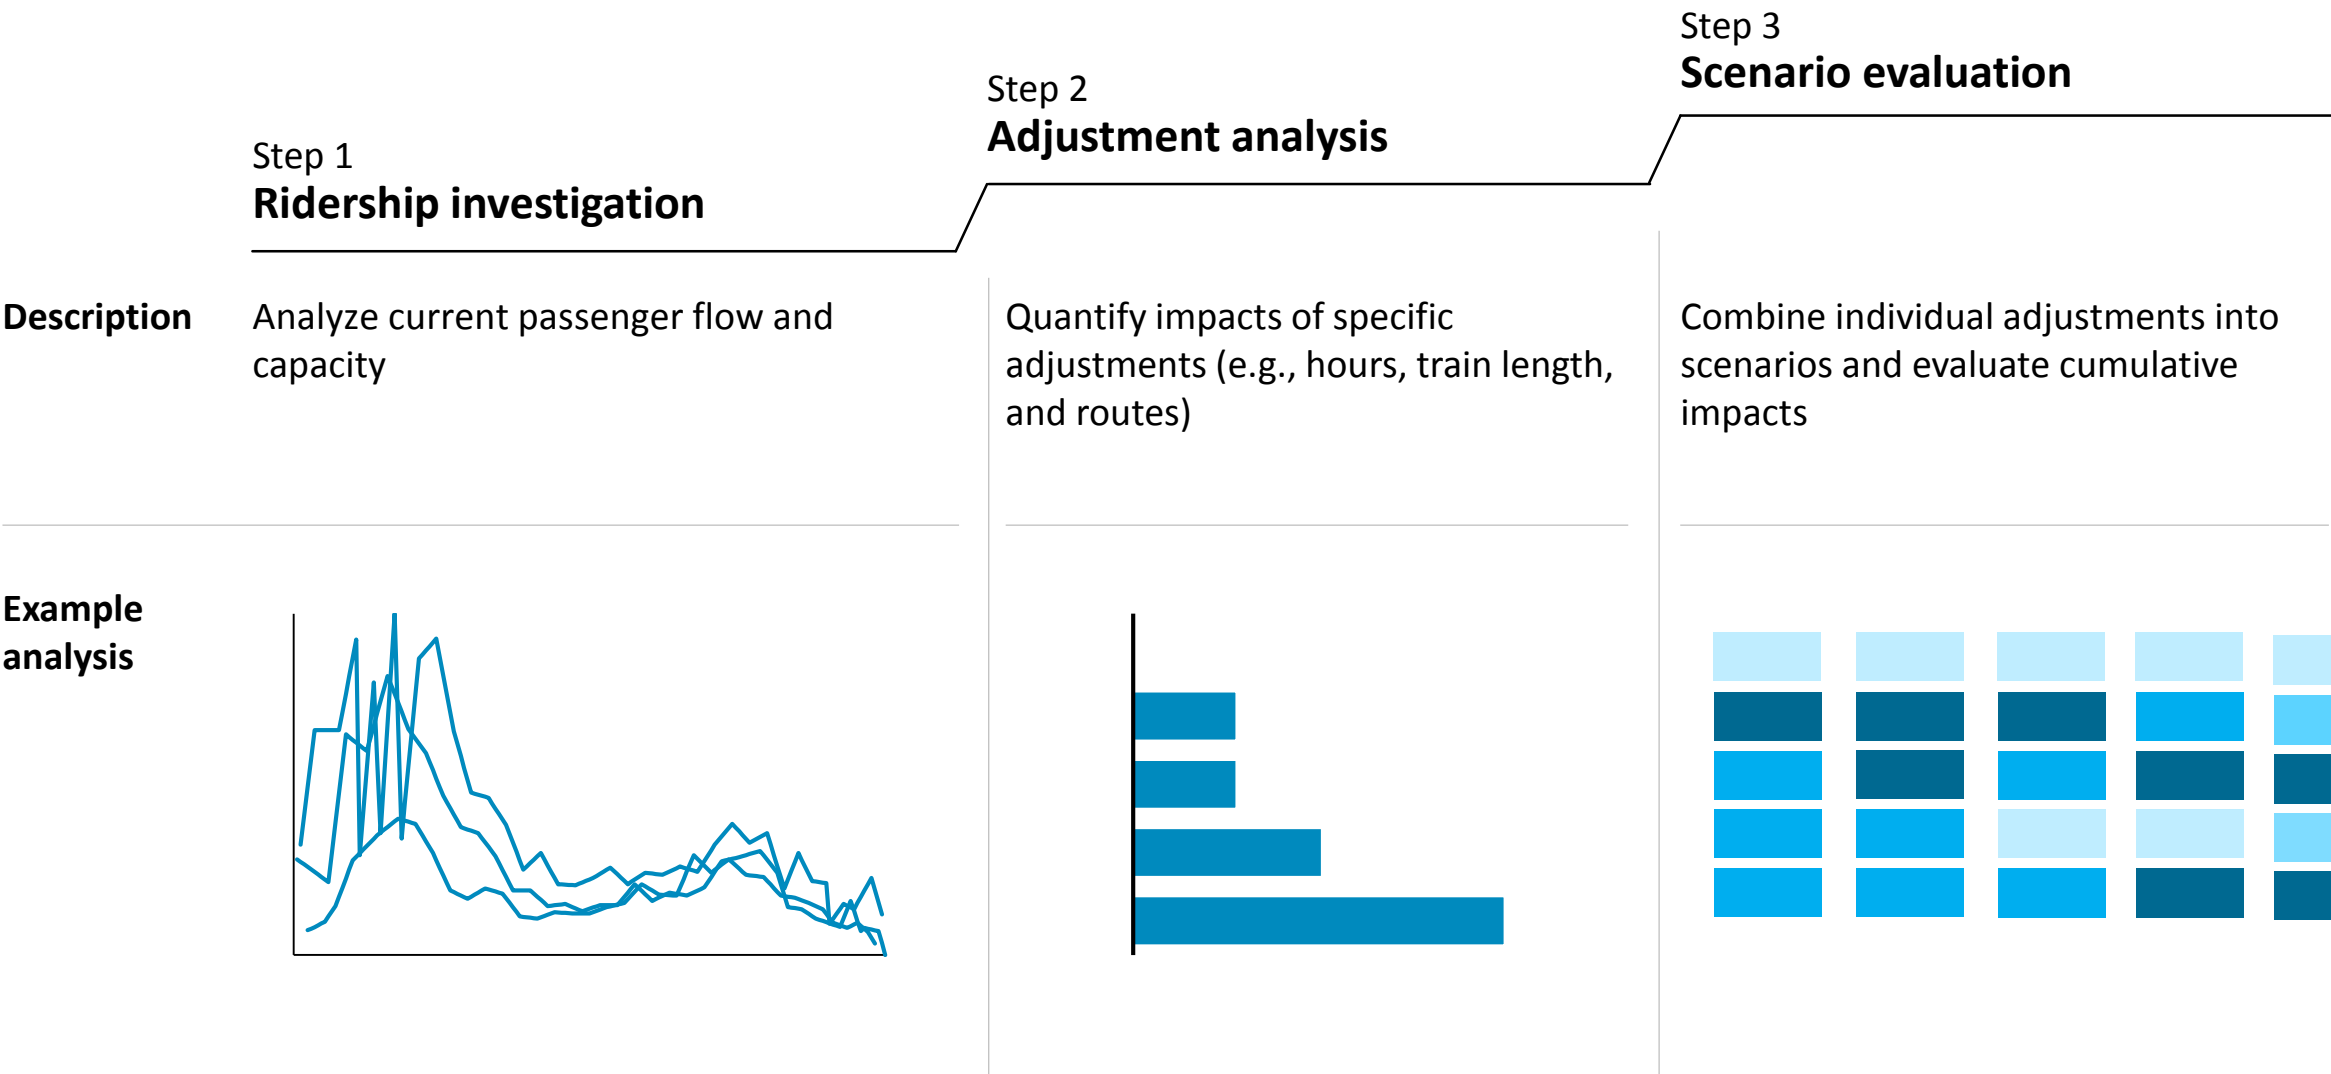 Step 1
Ridership investigation
Step 2
Adjustment analysis
Step 3
Scenario evaluation
Description
Analyze current passenger flow and
capacity
Quantify impacts of specific
adjustments (e.g., hours, train length,
and routes)
Combine individual adjustments into
scenarios and evaluate cumulative
impacts
Example
analysis